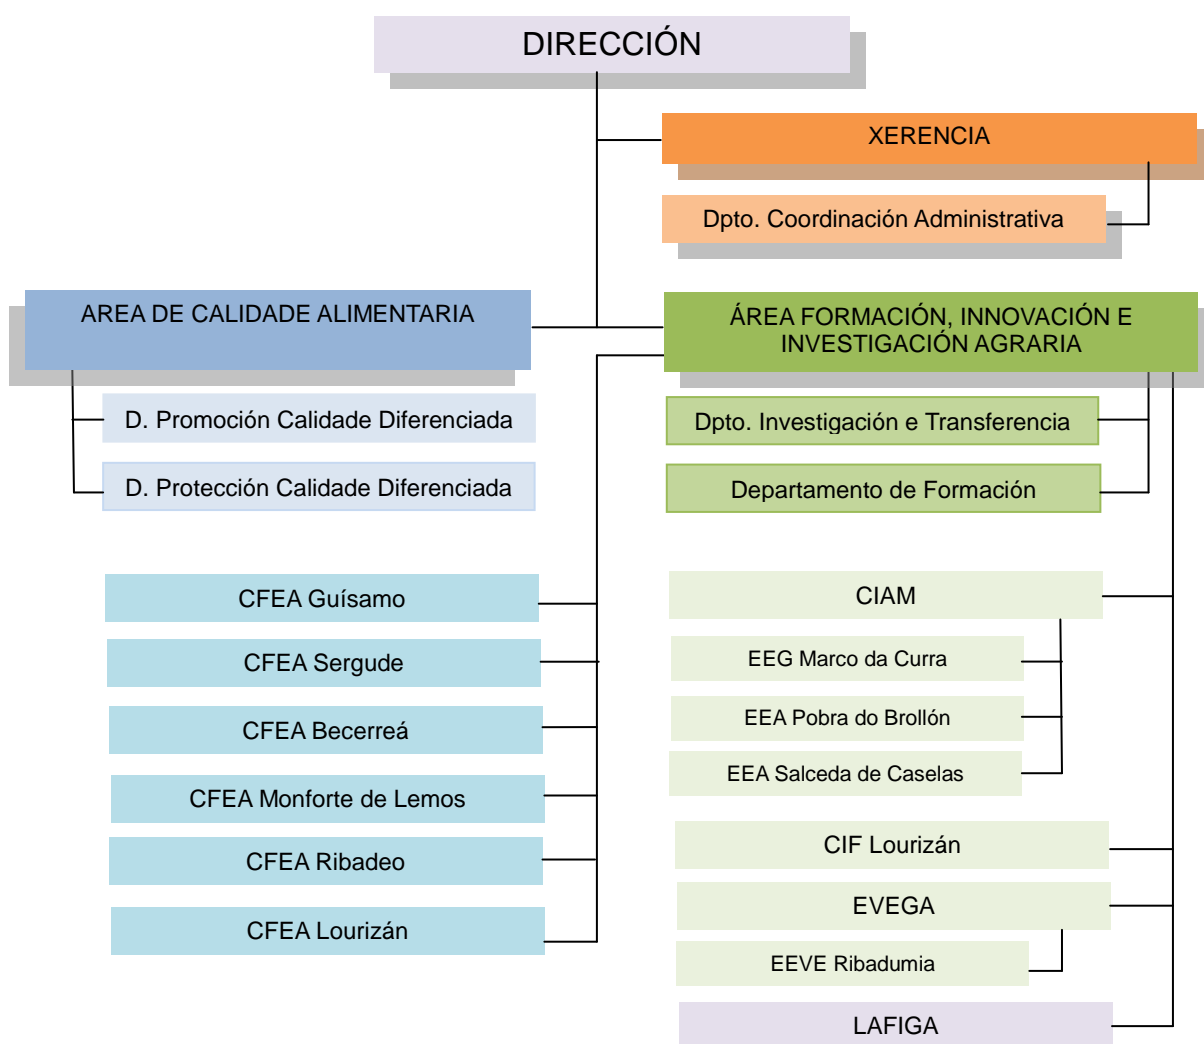 DIRECCIÓN
XERENCIA
Dpto. Coordinación Administrativa
AREA DE CALIDADE ALIMENTARIA
D. Promoción Calidade Diferenciada
D. Protección Calidade Diferenciada
ÁREA FORMACIÓN, INNOVACIÓN E
INVESTIGACIÓN AGRARIA
Dpto. Investigación e Transferencia
Departamento de Formación
CFEA Guísamo
CFEA Sergude
CFEA Becerreá
CFEA Monforte de Lemos
CFEA Ribadeo
CFEA Lourizán
CIAM
EEG Marco da Curra
EEA Pobra do Brollón
EEA Salceda de Caselas
CIF Lourizán
EVEGA
EEVE Ribadumia
LAFIGA